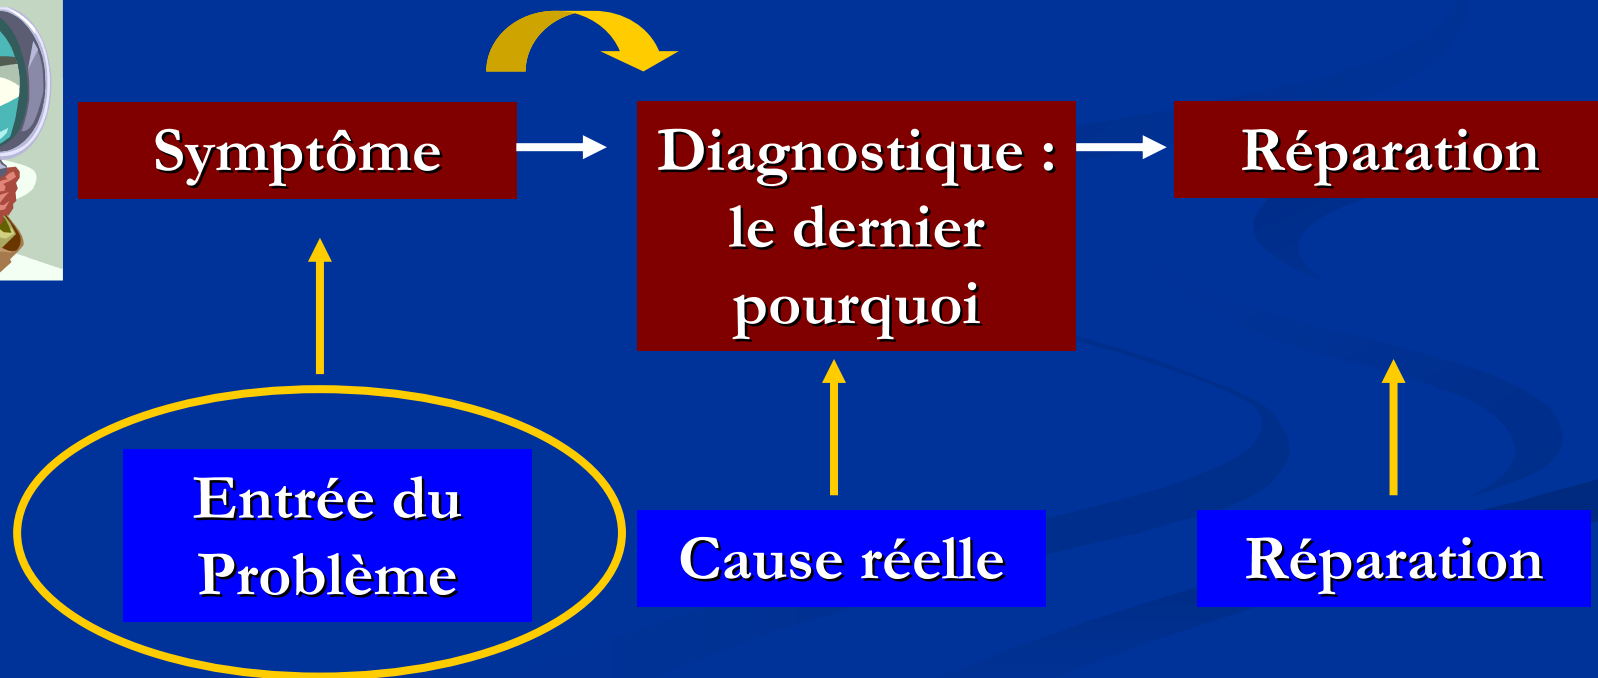 Symptôme
Diagnostique :
le dernier
pourquoi
Réparation
Entrée du
Problème
Cause réelle
Réparation